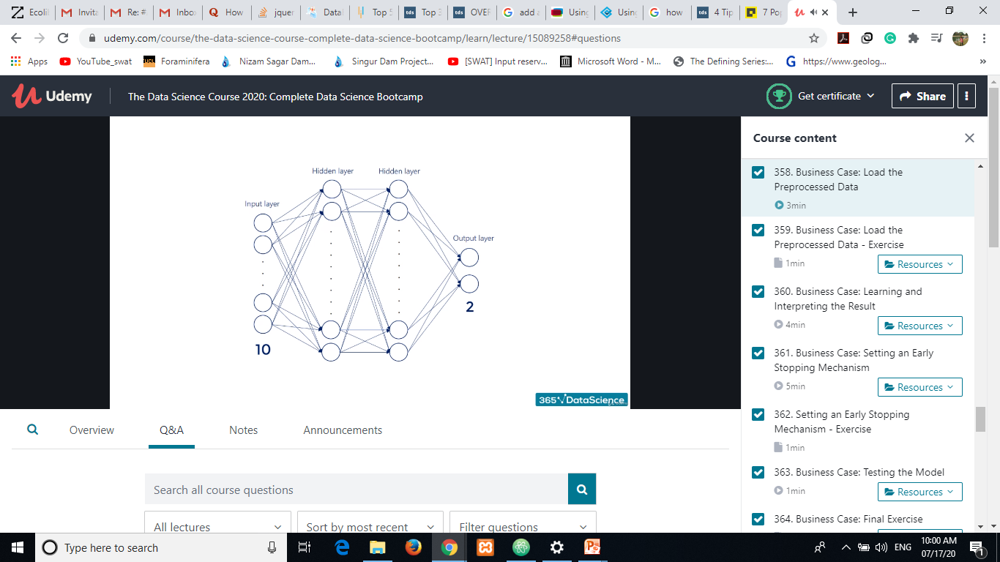 Ecoli
Invita
Re: #
Inbox
How
jquer
Datal
Top 5
Top 3
OVER
add a
Using
Using
how
4 Tip
7 Pop
udemy.com/course/the-data-science-course-complete-data-science-bootcamp/learn/lecture/15089258#questions
Apps
YouTube_swat
Foraminifera
Nizam Sagar Dam...
Singur Dam Project...
[SWAT] Input reserv...
Microsoft Word - M...
The Defining Series:...
https://www.geolog...
»
Udemy
The Data Science Course 2020: Complete Data Science Bootcamp
Get certificate
Share
Hidden layer
Hidden layer
Input layer
Output layer
2
10
365 DataScience
Course content
358. Business Case: Load the
Preprocessed Data
3min
359. Business Case: Load the
Preprocessed Data - Exercise
1min
Resources
360. Business Case: Learning and
Interpreting the Result
4min
Resources
361. Business Case: Setting an Early
Stopping Mechanism
5min
Resources
362. Setting an Early Stopping
Mechanism - Exercise
1min
363. Business Case: Testing the Model
1min
Resources
364. Business Case: Final Exercise
Overview
Q&A
Notes
Announcements
Search all course questions
All lectures
Sort by most recent
Filter questions
Type here to search
ENG
10:00 AM
07/17/20
1